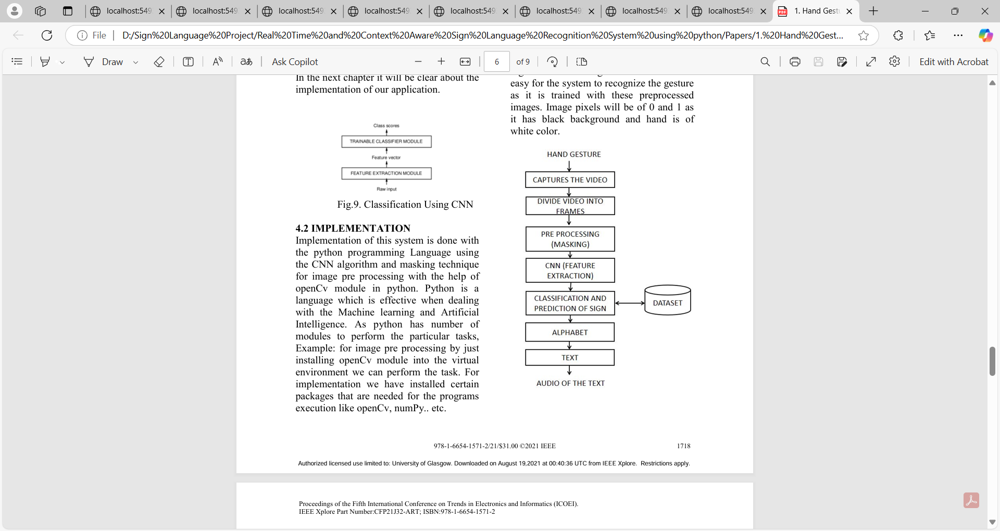 localhost:549
localhost:549
localhost:549
localhost:549
localhost:549
localhost:549
localhost:549
localhost:549
1. Hand Gest
File
D:/Sign%20Language%20Project/Real%20Time%20and%20Context%20Aware%20Sign%20Language%20Recognition%20System%20using%20python/Papers/1.%20Hand%20Gest...
Draw
aあ
Ask Copilot
6
of 9
Edit with Acrobat
In the next chapter it will be clear about the
implementation of our application.
Class scores
TRAINABLE CLASSIFIER MODULE
Feature vector
FEATURE EXTRACTION MODULE
Raw input
Fig.9. Classification Using CNN
4.2 IMPLEMENTATION
Implementation of this system is done with
the python programming Language using
the CNN algorithm and masking technique
for image pre processing with the help of
openCv module in python. Python is a
language which is effective when dealing
with the Machine learning and Artificial
Intelligence. As python has number of
modules to perform the particular tasks,
Example: for image pre processing by just
installing openCv module into the virtual
environment we can perform the task. For
implementation we have installed certain
packages that are needed for the programs
execution like openCv, numPy.. etc.
easy for the system to recognize the gesture
as it is trained with these preprocessed
images. Image pixels will be of 0 and 1 as
it has black background and hand is of
white color.
HAND GESTURE
CAPTURES THE VIDEO
DIVIDE VIDEO INTO
FRAMES
PRE PROCESSING
(MASKING)
CNN (FEATURE
EXTRACTION)
CLASSIFICATION AND
PREDICTION OF SIGN
DATASET
ALPHABET
TEXT
AUDIO OF THE TEXT
978-1-6654-1571-2/21/$31.00 ©2021 IEEE
1718
Authorized licensed use limited to: University of Glasgow. Downloaded on August 19,2021 at 00:40:36 UTC from IEEE Xplore. Restrictions apply.
Proceedings of the Fifth International Conference on Trends in Electronics and Informatics (ICOEI).
IEEE Xplore Part Number:CFP21J32-ART; ISBN:978-1-6654-1571-2